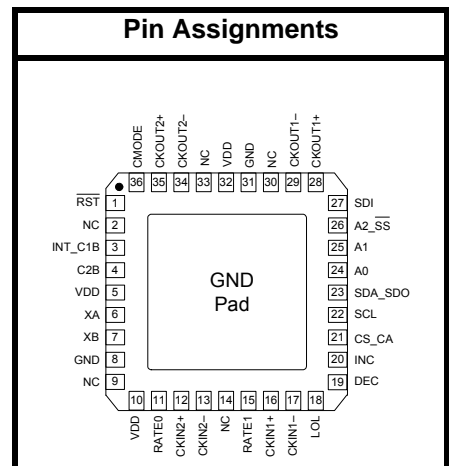 Pin Assignments
CMODE
CKOUT2+
CKOUT2–
NC
VDD
GND
NC
CKOUT1–
CKOUT1+
36 35 34 33 32 31 30 29 28
RST 1
NC 2
INT_C1B 3
C2B 4
VDD 5
XA 6
XB 7
GND 8
NC 9
GND
Pad
27 SDI
26 A2_SS
25 A1
24 A0
23 SDA_SDO
22 SCL
21 CS_CA
20 INC
19 DEC
10 11 12 13 14 15 16 17 18
VDD
RATE0
CKIN2+
CKIN2–
NC
RATE1
CKIN1+
CKIN1–
LOL